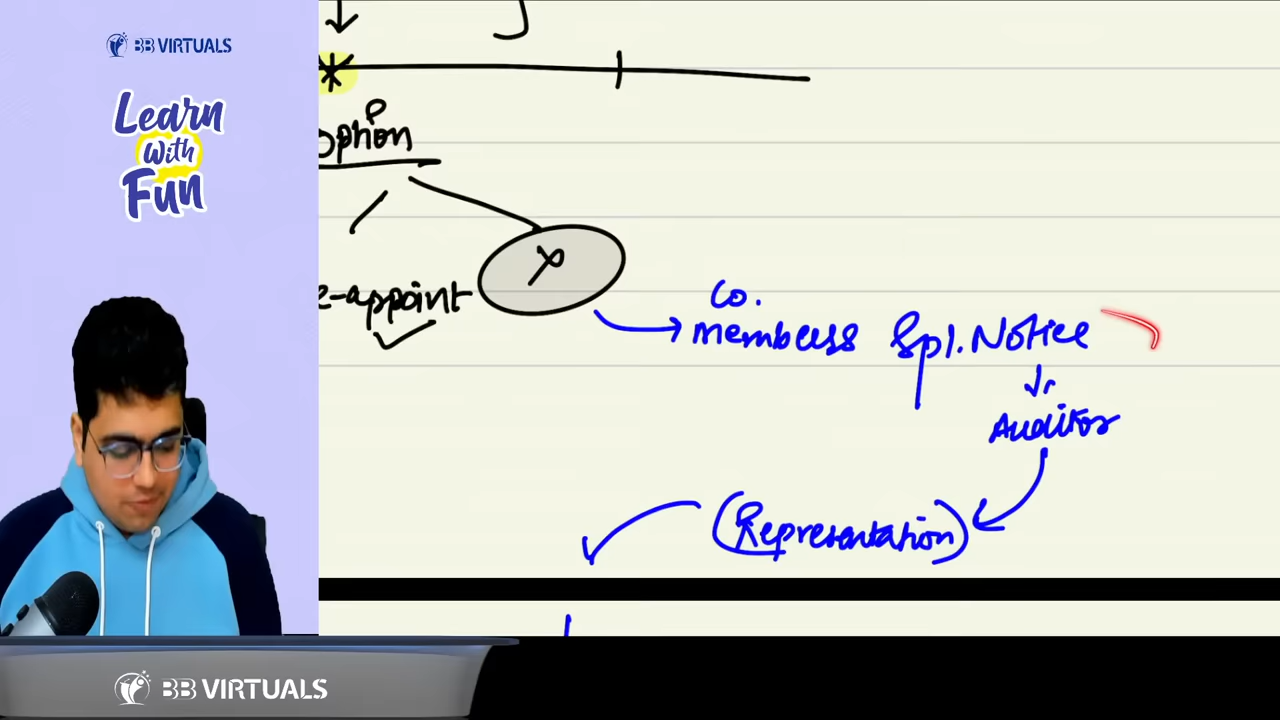 BB VIRTUALS
Learn
With
Fun
option
e-appoint
Co.
members Spl. Notice
Auditor
(Representation)
BB VIRTUALS